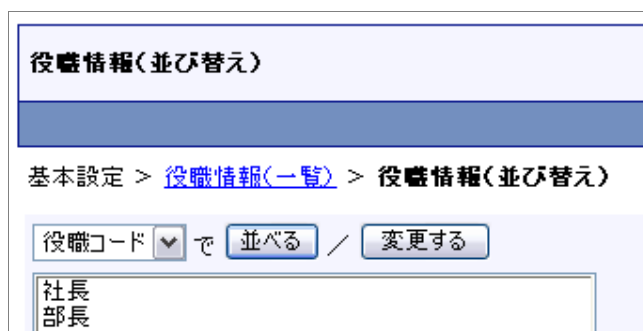 役職情報(並び替え)
基本設定 > 役職情報(一覧) > 役職情報(並び替え)
役職コード で 並べる / 変更する
社長
部長